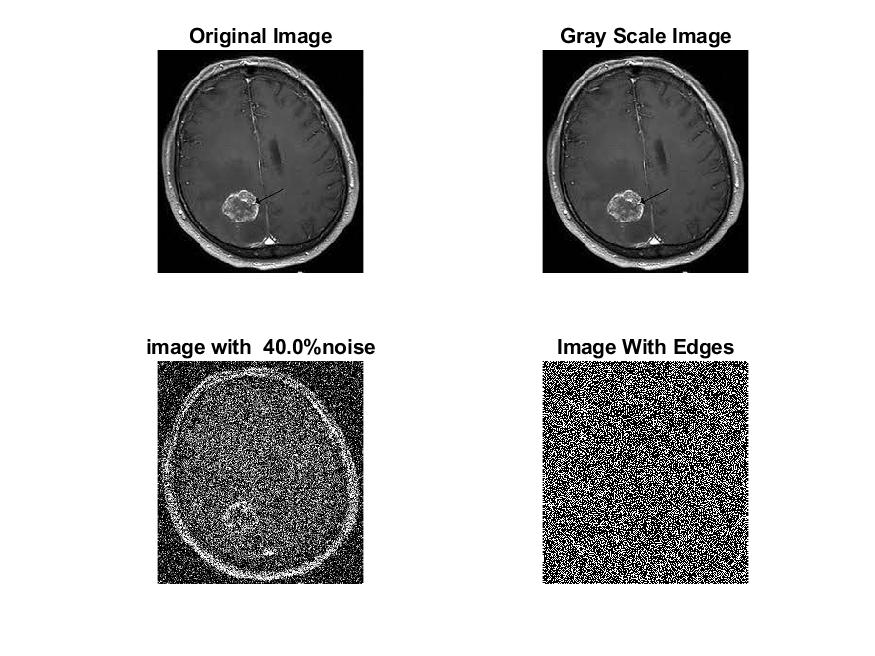 Original Image
Gray Scale Image
image with  40.0%noise
Image With Edges